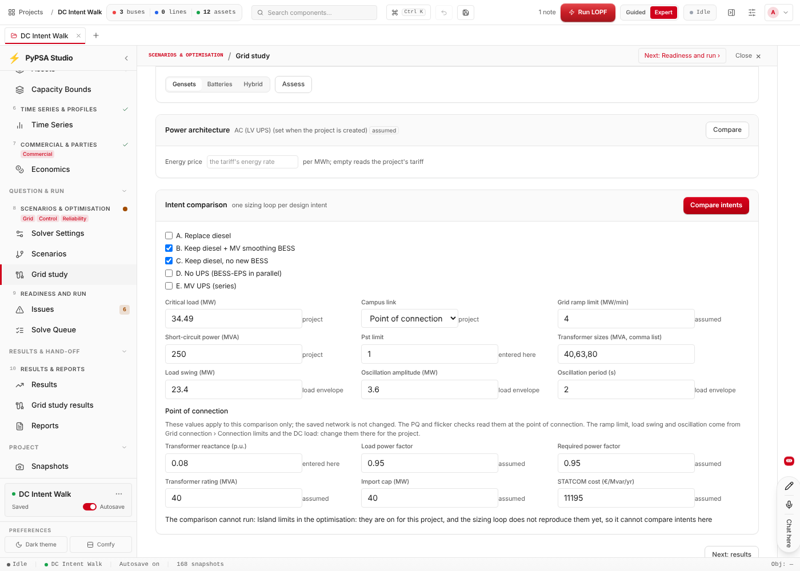 Projects / DC Intent Walk
3 buses 0 lines 12 assets
Search components...
Ctrl K
1 note
Run LOPF
Guided Expert
Idle
A
DC Intent Walk
PyPSA Studio
SCENARIOS & OPTIMISATION / Grid study
Next: Readiness and run ›
Close ×
Assets
Capacity Bounds
6 TIME SERIES & PROFILES
Time Series
7 COMMERCIAL & PARTIES
Commercial
Economics
QUESTION & RUN
8 SCENARIOS & OPTIMISATION
Grid Control Reliability
Solver Settings
Scenarios
Grid study
9 READINESS AND RUN
Issues 6
Solve Queue
RESULTS & HAND-OFF
10 RESULTS & REPORTS
Results
Grid study results
Reports
PROJECT
Snapshots
DC Intent Walk ...
Saved Autosave
PREFERENCES
Dark theme Comfy
Gensets Batteries Hybrid Assess
Power architecture AC (LV UPS) (set when the project is created) assumed
Compare
Energy price the tariff's energy rate per MWh; empty reads the project's tariff
Intent comparison one sizing loop per design intent
Compare intents
A. Replace diesel
B. Keep diesel + MV smoothing BESS
C. Keep diesel, no new BESS
D. No UPS (BESS-EPS in parallel)
E. MV UPS (series)
Critical load (MW) Campus link Grid ramp limit (MW/min)
34.49 project Point of connection project 4 assumed
Short-circuit power (MVA) Pst limit Transformer sizes (MVA, comma list)
250 project 1 entered here 40,63,80
Load swing (MW) Oscillation amplitude (MW) Oscillation period (s)
23.4 load envelope 3.6 load envelope 2 load envelope
Point of connection
These values apply to this comparison only; the saved network is not changed. The PQ and flicker checks read them at the point of connection. The ramp limit, load swing and oscillation come from
Grid connection › Connection limits and the DC load: change them there for the project.
Transformer reactance (p.u.) Load power factor Required power factor
0.08 entered here 0.95 assumed 0.95 assumed
Transformer rating (MVA) Import cap (MW) STATCOM cost (€/Mvar/yr)
40 assumed 40 assumed 11195 assumed
The comparison cannot run: Island limits in the optimisation: they are on for this project, and the sizing loop does not reproduce them yet, so it cannot compare intents here
Next: results
Chat here
Idle DC Intent Walk Autosave on 168 snapshots
Obj: —